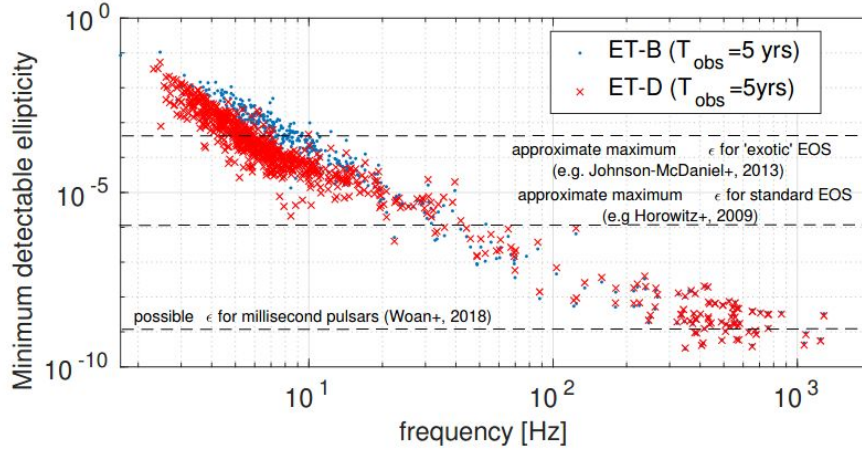 10^0
10^-5
10^-10
Minimum detectable ellipticity
ET-B (T_obs =5 yrs)
ET-D (T_obs =5yrs)
approximate maximum ϵ for 'exotic' EOS
(e.g. Johnson-McDaniel+, 2013)
approximate maximum ϵ for standard EOS
(e.g Horowitz+, 2009)
possible ϵ for millisecond pulsars (Woan+, 2018)
10^1
10^2
10^3
frequency [Hz]